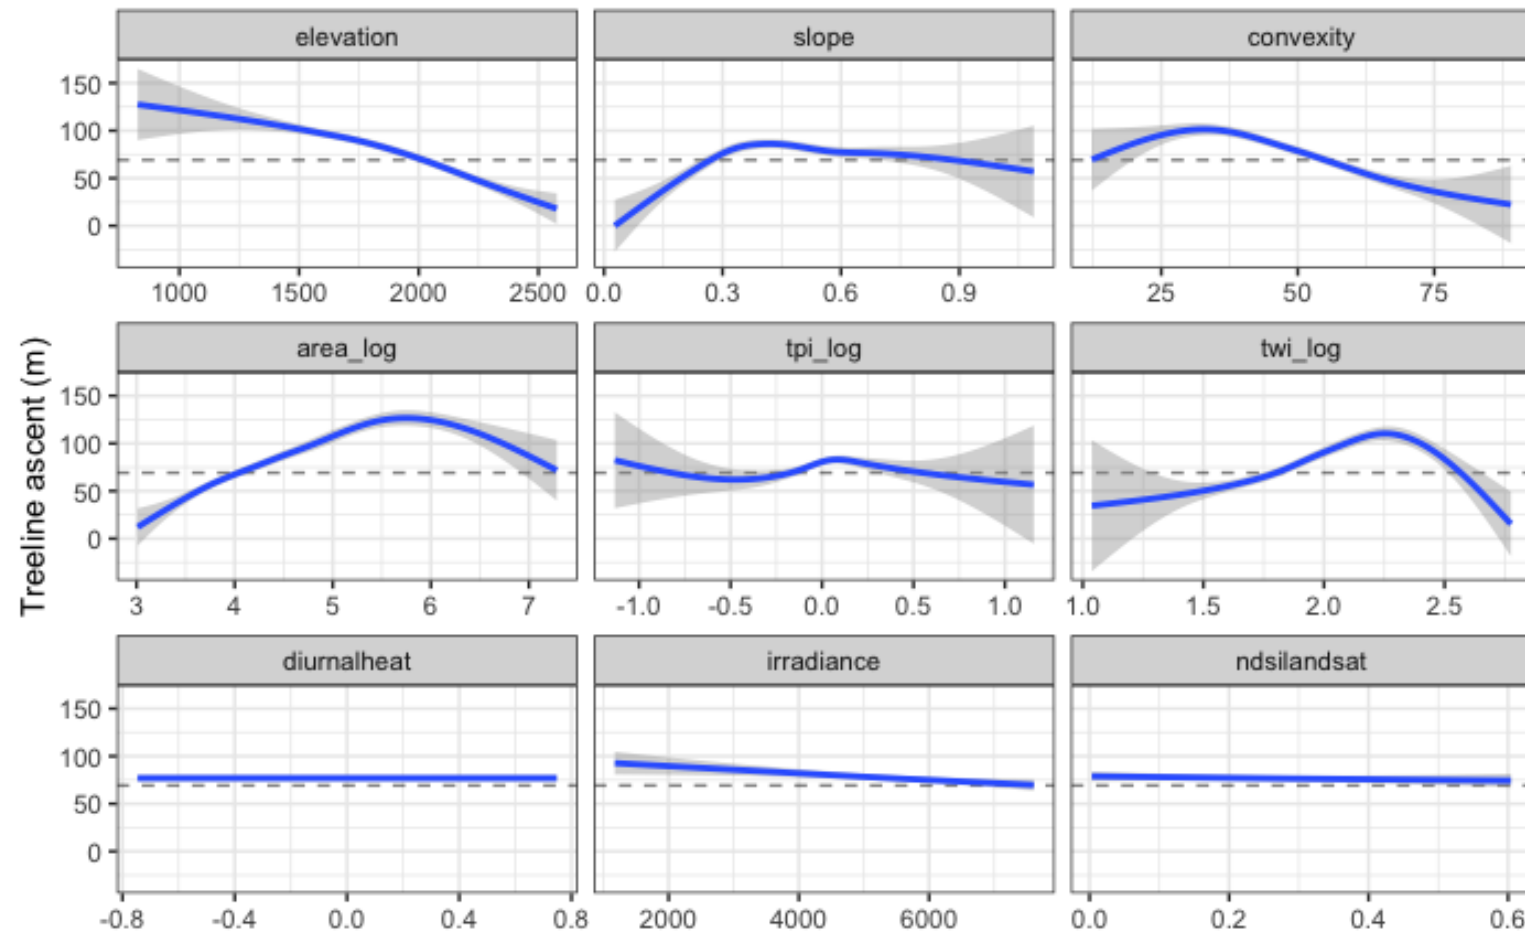 elevation slope convexity
150
100
50
0
1000 1500 2000 2500 0.0 0.3 0.6 0.9 25 50 75
area_log tpi_log twi_log
150
100
50
0
3 4 5 6 7 -1.0 -0.5 0.0 0.5 1.0 1.0 1.5 2.0 2.5
diurnalheat irradiance ndsilandsat
150
100
50
0
-0.8 -0.4 0.0 0.4 0.8 2000 4000 6000 0.0 0.2 0.4 0.6
Treeline ascent (m)